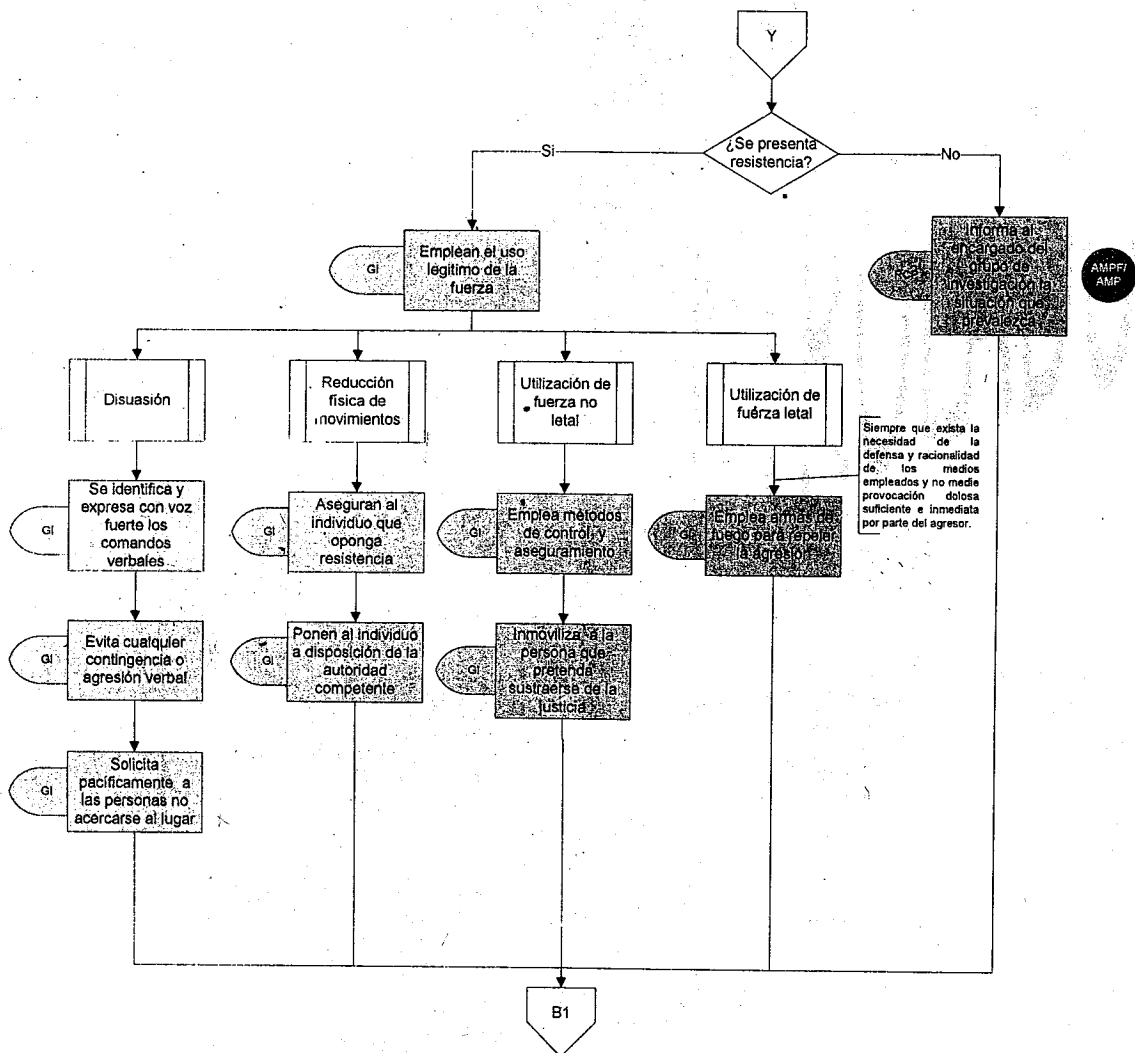 Y
¿Se presenta
resistencia?
Si
No
GI
Emplean el uso
legitimo de la
fuerza
Informa al
encargado del
grupo de
investigación la
situación que
prevalezca
AMPF/
AMP
Disuasión
Reducción
física de
movimientos
Utilización de
fuerza no
letal
Utilización de
fuerza letal
Siempre que exista la
necesidad de la
defensa y racionalidad
de los medios
empleados y no medie
provocación dolosa
suficiente e inmediata
por parte del agresor.
GI
Se identifica y
expresa con voz
fuerte los
comandos
verbales
GI
Aseguran al
individuo que
oponga
resistencia
GI
Emplea métodos
de control y
aseguramiento
Emplea armas de
fuego para repeler
la agresión
GI
Evita cualquier
contingencia o
agresión verbal
GI
Ponen al individuo
a disposición de la
autoridad
competente
GI
Inmoviliza a la
persona que
pretenda
sustraerse de la
justicia
GI
Solicita
pacíficamente a
las personas no
acercarse al lugar
B1